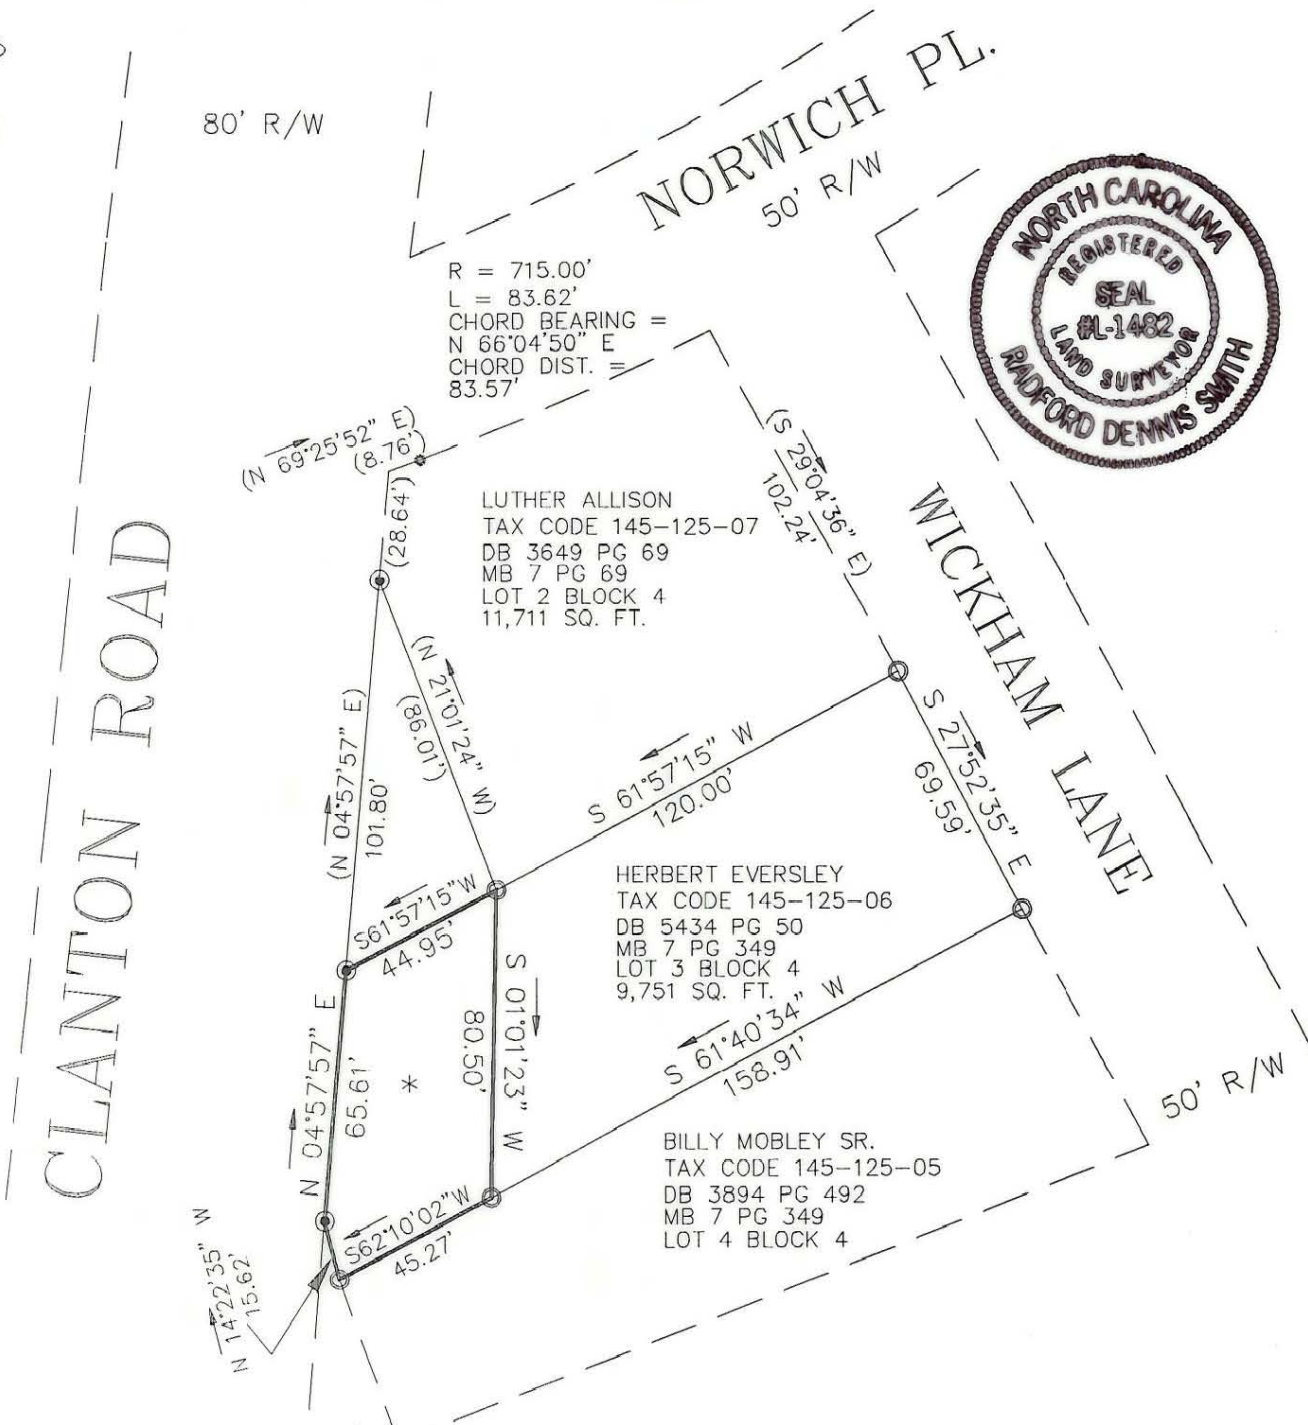 80' R/W
NORWICH PL.
50' R/W
NORTH CAROLINA
REGISTERED
SEAL
#L-1482
LAND SURVEYOR
RADFORD DENNIS SMITH
R = 715.00'
L = 83.62'
CHORD BEARING =
N 66°04'50" E
CHORD DIST. =
83.57'
(N 69°25'52" E)
(8.76')
(28.64')
(S 29°04'36" E)
102.24'
LUTHER ALLISON
TAX CODE 145-125-07
DB 3649 PG 69
MB 7 PG 69
LOT 2 BLOCK 4
11,711 SQ. FT.
WICKHAM LANE
CLANTON ROAD
(N 21°01'24" W)
(86.01')
(N 04°57'57" E)
101.80'
S 61°57'15" W
120.00'
S 27°52'35" E
69.59'
HERBERT EVERSLEY
TAX CODE 145-125-06
DB 5434 PG 50
MB 7 PG 349
LOT 3 BLOCK 4
9,751 SQ. FT.
S61°57'15"W
44.95'
S 01°01'23" W
80.50'
N 04°57'57" E
65.61'
*
S 61°40'34" W
158.91'
50' R/W
BILLY MOBLEY SR.
TAX CODE 145-125-05
DB 3894 PG 492
MB 7 PG 349
LOT 4 BLOCK 4
S62°10'02"W
45.27'
N 14°22'35" W
15.62'